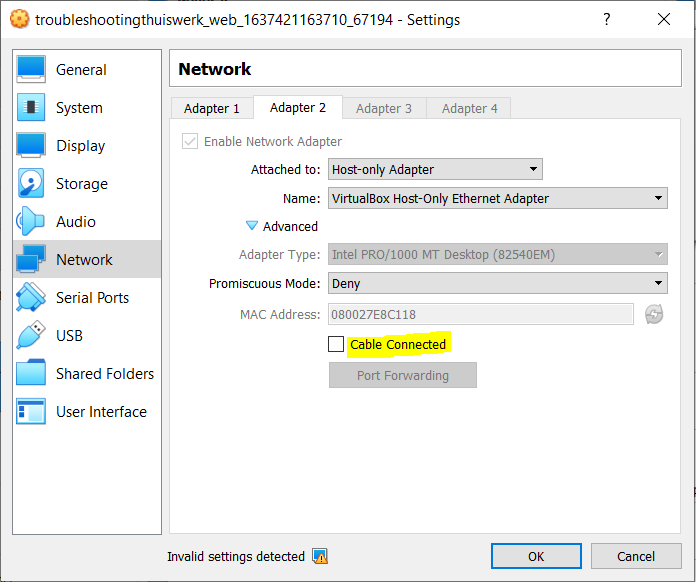 troubleshootingthuiswerk_web_1637421163710_67194 - Settings
?
General
System
Display
Storage
Audio
Network
Serial Ports
USB
Shared Folders
User Interface
Network
Adapter 1 Adapter 2 Adapter 3 Adapter 4
Enable Network Adapter
Attached to: Host-only Adapter
Name: VirtualBox Host-Only Ethernet Adapter
Advanced
Adapter Type: Intel PRO/1000 MT Desktop (82540EM)
Promiscuous Mode: Deny
MAC Address: 080027E8C118
Cable Connected
Port Forwarding
Invalid settings detected
OK Cancel